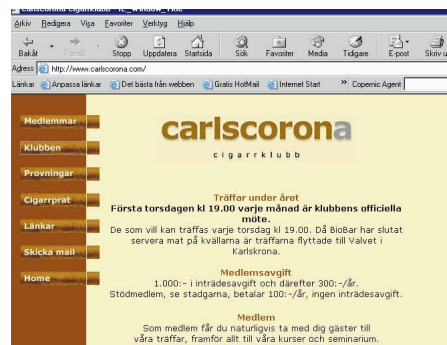 Arkiv Redigera Visa Favoriter Verktyg Hjälp
Bakåt Framåt Stopp Uppdatera Startsida Sök Favoriter Media Tidigare E-post Skriv u
Adress http://www.carlscorona.com/
Länkar Anpassa länkar Det bästa från webben Gratis HotMail Internet Start » Copernic Agent
Medlemmar
Klubben
Provningar
Cigarrprat
Länkar
Skicka mail
Home
carlscorona
cigarrklubb
Träffar under året
Första torsdagen kl 19.00 varje månad är klubbens officiella
möte.
De som vill kan träffas varje torsdag kl 19.00. Då BioBar har slutat
servera mat på kvällarna är träffarna flyttade till Valvet i
Karlskrona.
Medlemsavgift
1.000:- i inträdesavgift och därefter 300:-/år.
Stödmedlem, se stadgarna, betalar 100:-/år, ingen inträdesavgift.
Medlem
Som medlem får du naturligvis ta med dig gäster till
våra träffar, framför allt till våra kurser och seminarium.